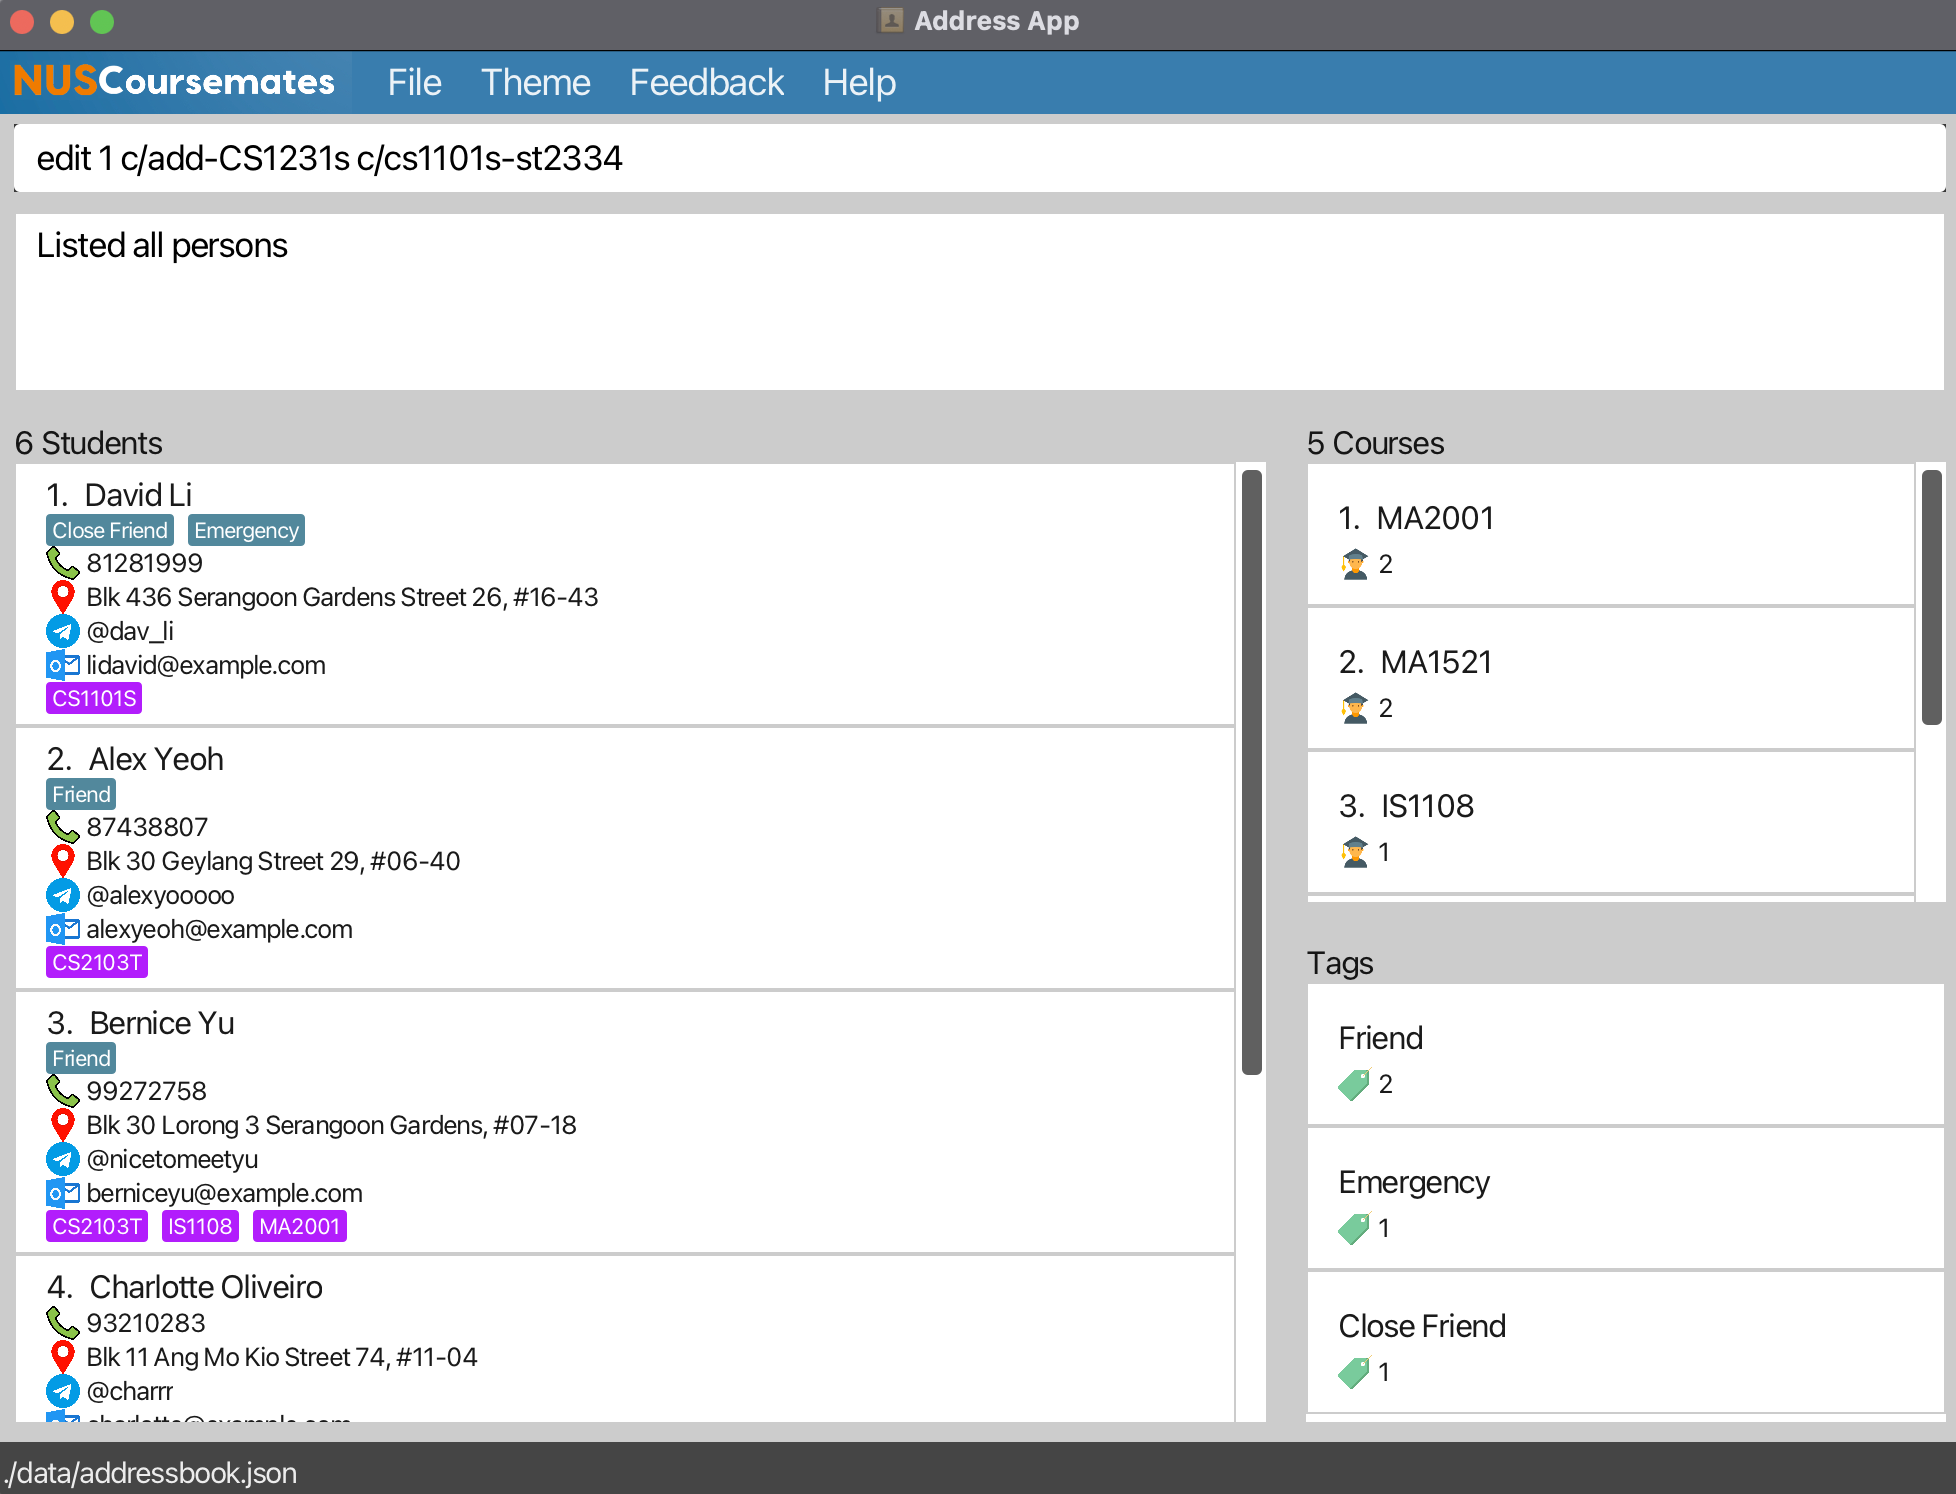 Address App
NUSCoursemates File Theme Feedback Help
edit 1 c/add-CS1231s c/cs1101s-st2334
Listed all persons
6 Students
1. David Li
Close Friend Emergency
81281999
Blk 436 Serangoon Gardens Street 26, #16-43
@dav_li
lidavid@example.com
CS1101S
2. Alex Yeoh
Friend
87438807
Blk 30 Geylang Street 29, #06-40
@alexyooooo
alexyeoh@example.com
CS2103T
3. Bernice Yu
Friend
99272758
Blk 30 Lorong 3 Serangoon Gardens, #07-18
@nicetomeetyu
berniceyu@example.com
CS2103T IS1108 MA2001
4. Charlotte Oliveiro
93210283
Blk 11 Ang Mo Kio Street 74, #11-04
@charrr
5 Courses
1. MA2001
2
2. MA1521
2
3. IS1108
1
Tags
Friend
2
Emergency
1
Close Friend
1
./data/addressbook.json